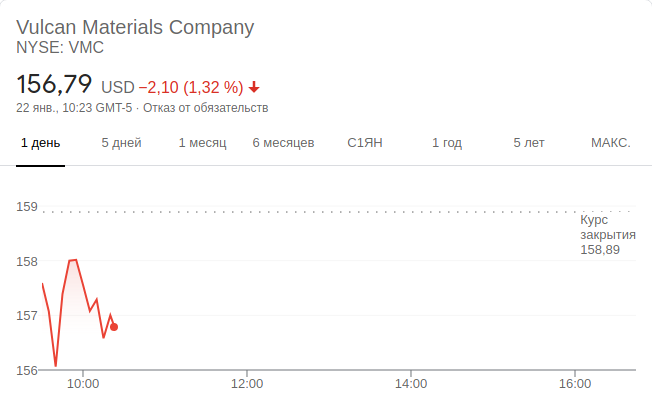 Vulcan Materials Company
NYSE: VMC
156,79 USD −2,10 (1,32 %)
22 янв., 10:23 GMT-5 · Отказ от обязательств
1 день 5 дней 1 месяц 6 месяцев С1ЯН 1 год 5 лет МАКС.
159
Курс
закрытия
158,89
158
157
156
10:00 12:00 14:00 16:00